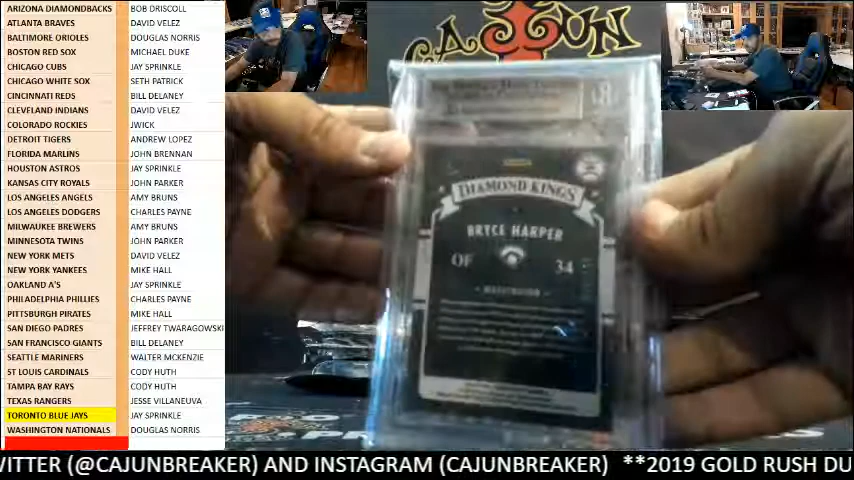 ARIZONA DIAMONDBACKS BOB DRISCOLL
ATLANTA BRAVES DAVID VELEZ
BALTIMORE ORIOLES DOUGLAS NORRIS
BOSTON RED SOX MICHAEL DUKE
CHICAGO CUBS JAY SPRINKLE
CHICAGO WHITE SOX SETH PATRICK
CINCINNATI REDS BILL DELANEY
CLEVELAND INDIANS DAVID VELEZ
COLORADO ROCKIES JWICK
DETROIT TIGERS ANDREW LOPEZ
FLORIDA MARLINS JOHN BRENNAN
HOUSTON ASTROS JAY SPRINKLE
KANSAS CITY ROYALS JOHN PARKER
LOS ANGELES ANGELS AMY BRUNS
LOS ANGELES DODGERS CHARLES PAYNE
MILWAUKEE BREWERS AMY BRUNS
MINNESOTA TWINS JOHN PARKER
NEW YORK METS DAVID VELEZ
NEW YORK YANKEES MIKE HALL
OAKLAND A'S JAY SPRINKLE
PHILADELPHIA PHILLIES CHARLES PAYNE
PITTSBURGH PIRATES MIKE HALL
SAN DIEGO PADRES JEFFREY TWARAGOWSKI
SAN FRANCISCO GIANTS BILL DELANEY
SEATTLE MARINERS WALTER MCKENZIE
ST LOUIS CARDINALS CODY HUTH
TAMPA BAY RAYS CODY HUTH
TEXAS RANGERS JESSE VILLANEUVA
TORONTO BLUE JAYS JAY SPRINKLE
WASHINGTON NATIONALS DOUGLAS NORRIS
CAJUN
DIAMOND KINGS
BRYCE HARPER
OF 34
WASHINGTON
VITTER (@CAJUNBREAKER) AND INSTAGRAM (CAJUNBREAKER) **2019 GOLD RUSH DU